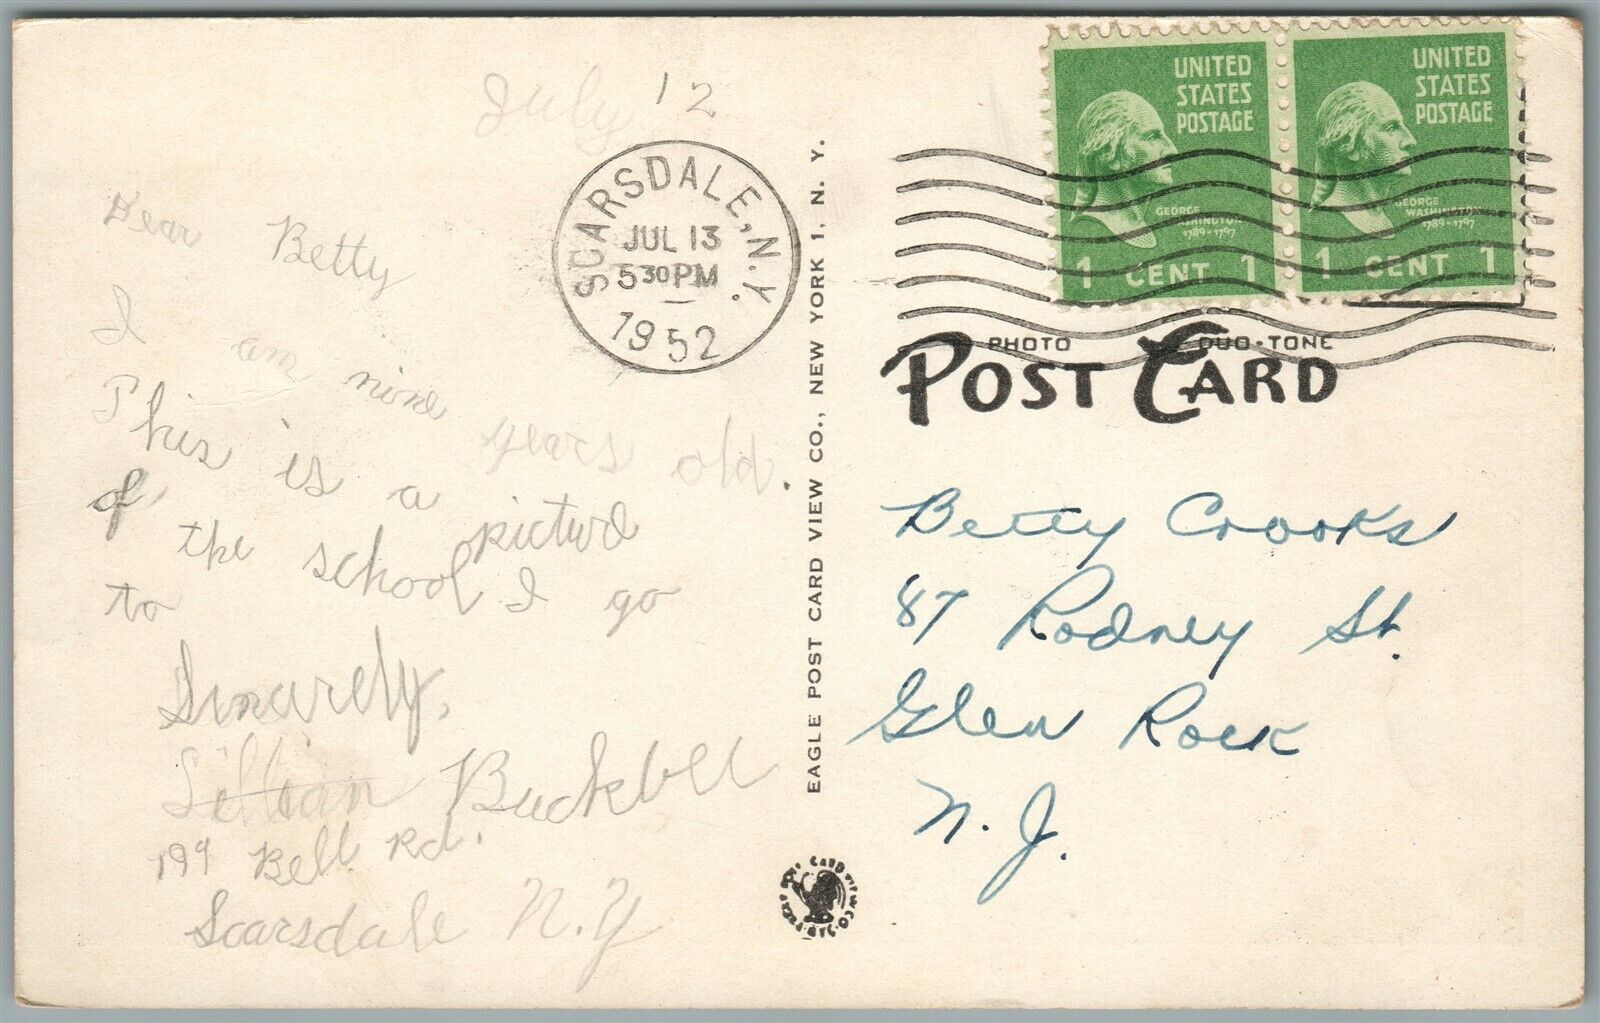 July 12
Dear Betty
I am nine years old.
This is a picture
of the school I go
to
Sincerely,
Lillian
199 Bell Rd.
Scarsdale N.Y
SCARSDALE, N.Y.
JUL 13
5 30 PM
1952
EAGLE POST CARD VIEW CO., NEW YORK 1, N. Y.
UNITED
STATES
POSTAGE
GEORGE
WASHINGTON
1789-1797
1 CENT 1
UNITED
STATES
POSTAGE
GEORGE
WASHINGTON
1789-1797
1 CENT 1
PHOTO DUO-TONE
POST CARD
Betty Crooks
87 Rodney St.
Glen Rock
N.J.